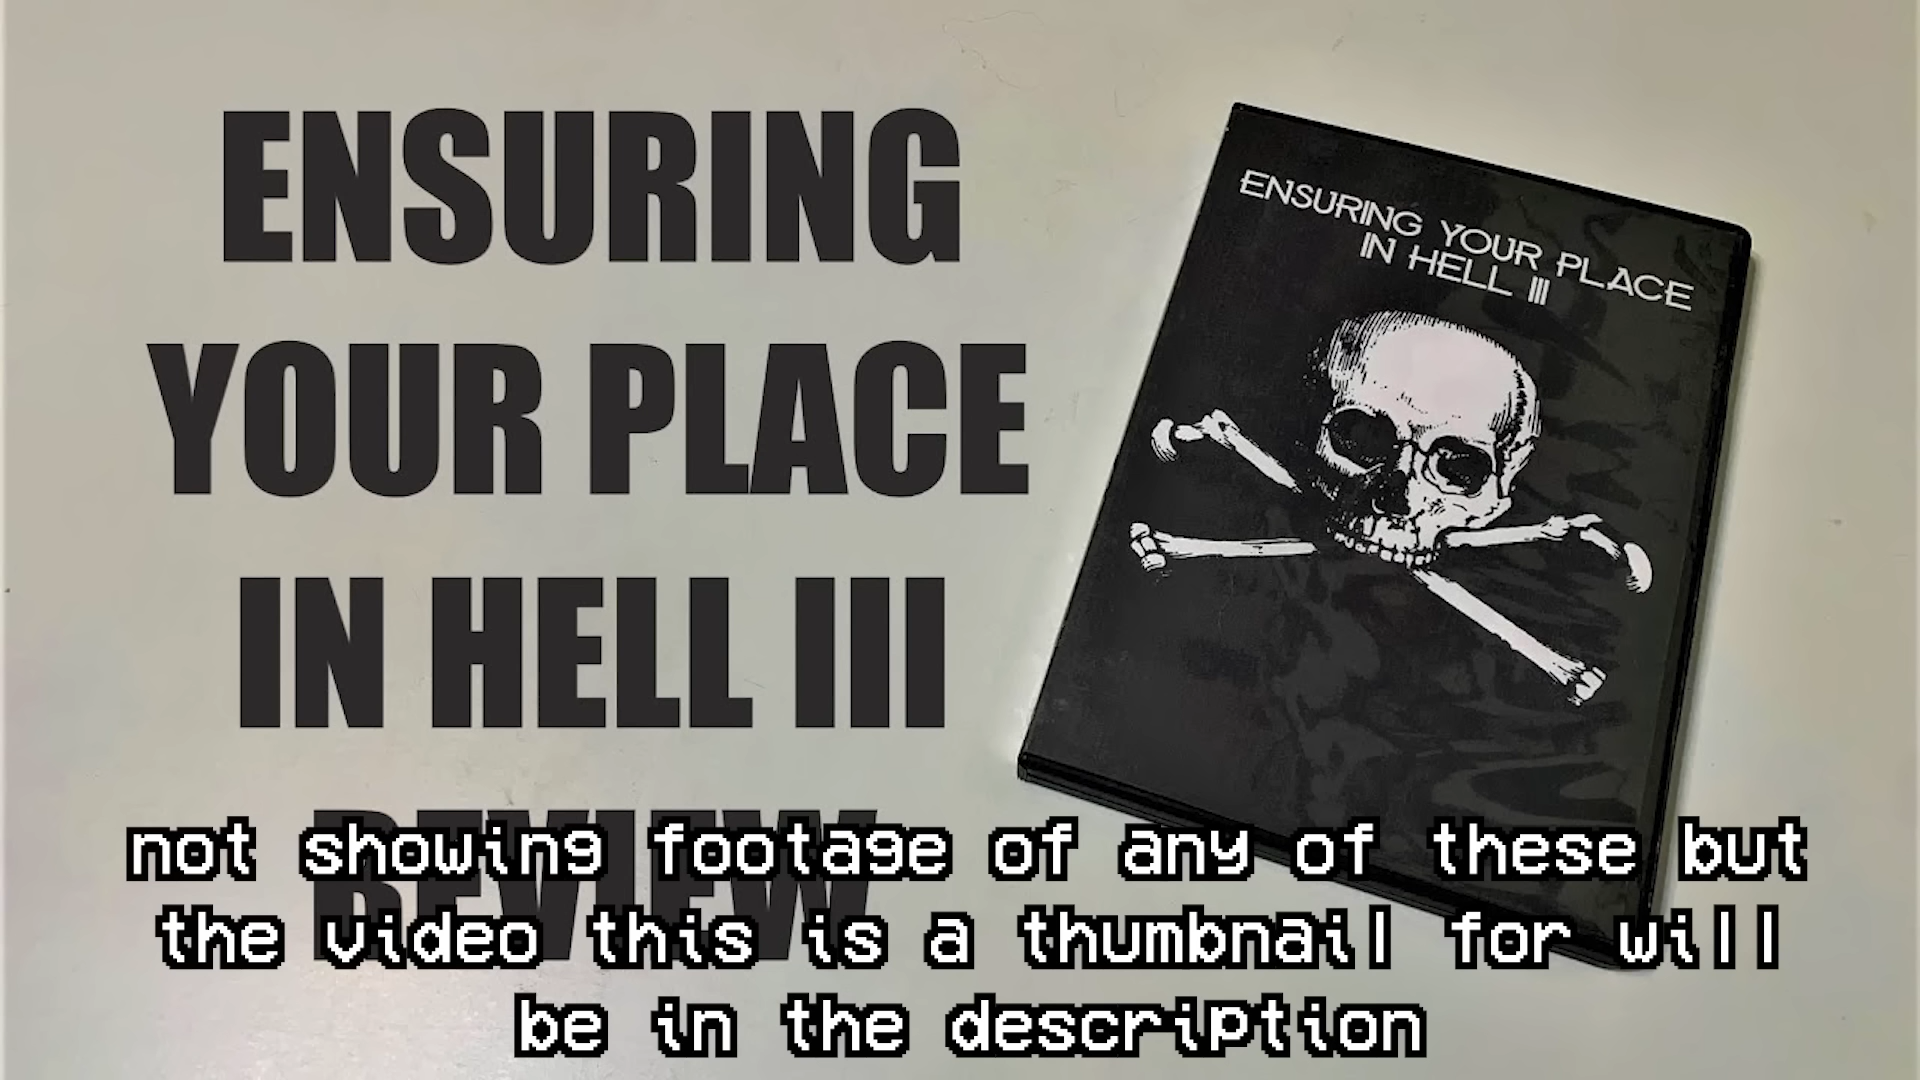 ENSURING
YOUR PLACE
IN HELL III
REVIEW
ENSURING YOUR PLACE
IN HELL III
not showing footage of any of these but
the video this is a thumbnail for will
be in the description